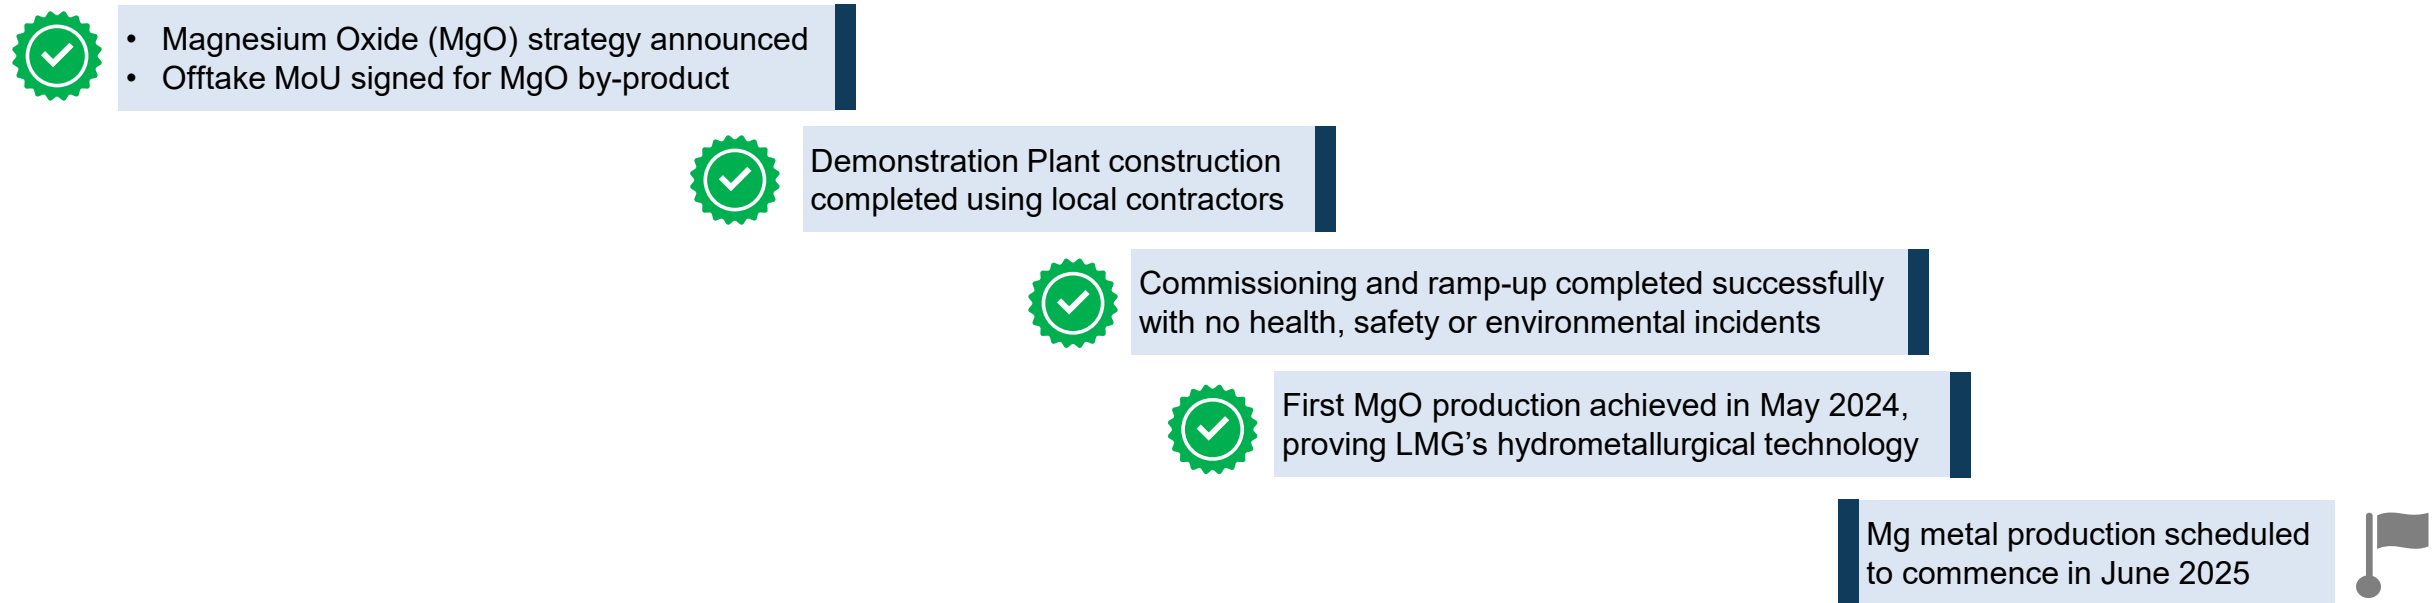 • Magnesium Oxide (MgO) strategy announced
• Offtake MoU signed for MgO by-product
Demonstration Plant construction
completed using local contractors
Commissioning and ramp-up completed successfully
with no health, safety or environmental incidents
First MgO production achieved in May 2024,
proving LMG’s hydrometallurgical technology
Mg metal production scheduled
to commence in June 2025